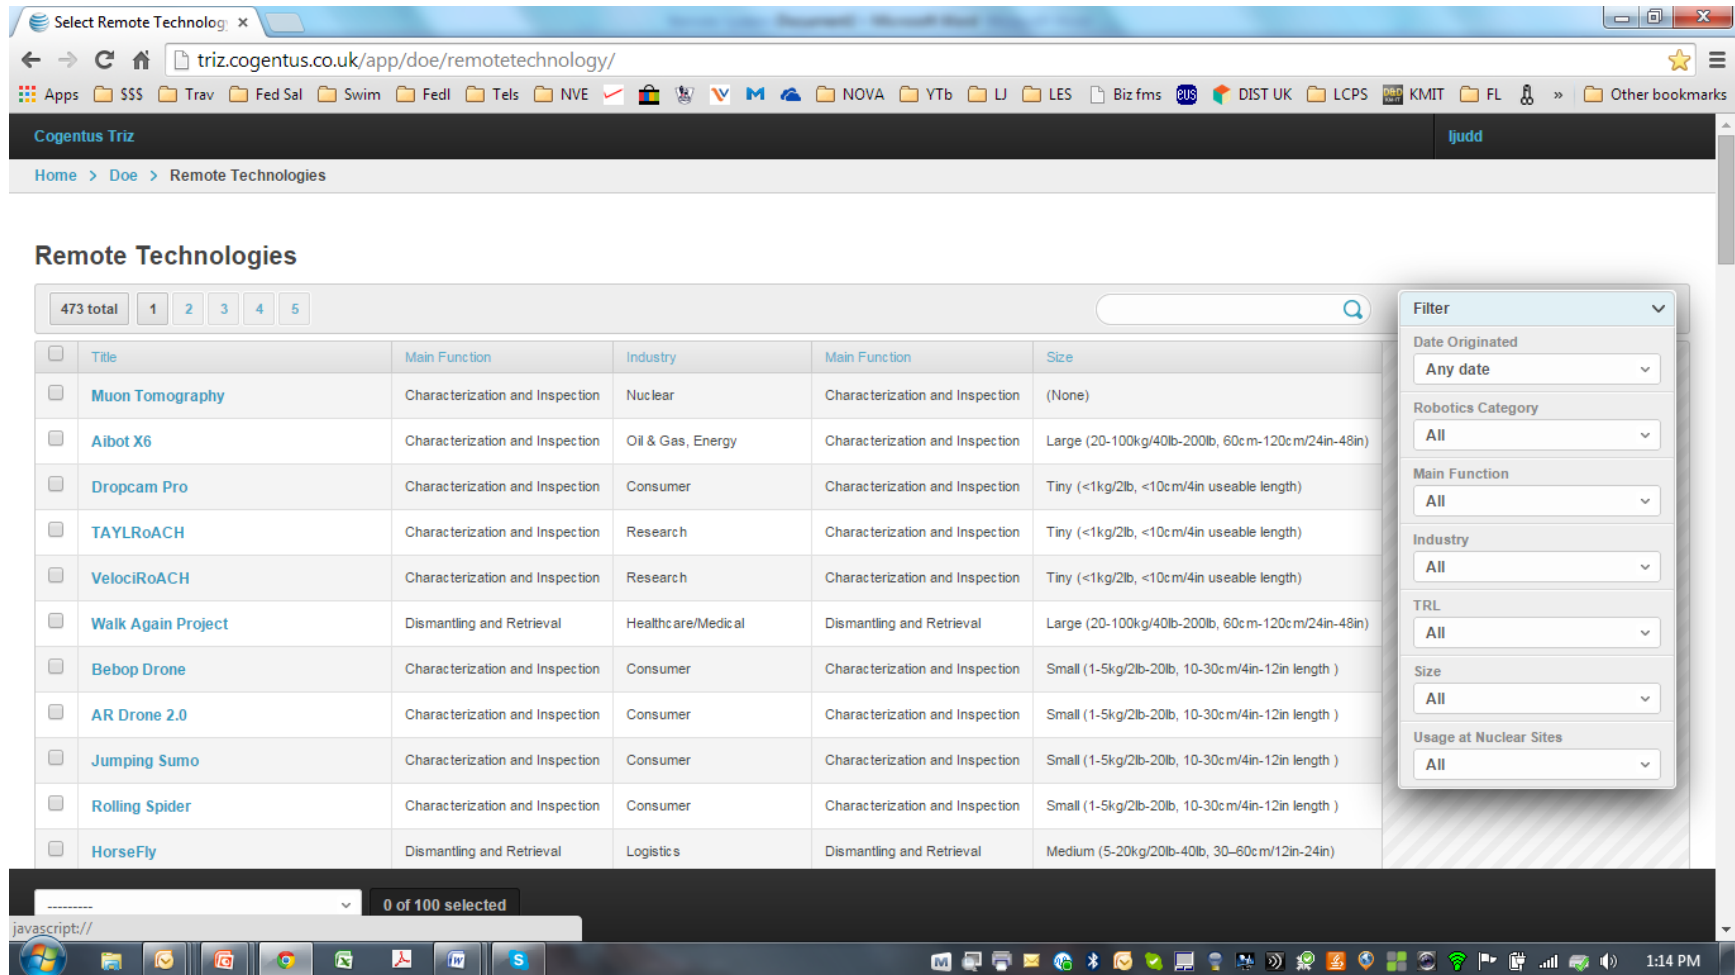 Select Remote Technolog
triz.cogentus.co.uk/app/doe/remotetechnology/
Apps $$$ Trav Fed Sal Swim Fedl Tels NVE NOVA YTb LJ LES Biz fms DIST UK LCPS KMIT FL » Other bookmarks
Cogentus Triz ljudd
Home > Doe > Remote Technologies
Remote Technologies
473 total 1 2 3 4 5
Filter
Title Main Function Industry Main Function Size
Muon Tomography Characterization and Inspection Nuclear Characterization and Inspection (None)
Aibot X6 Characterization and Inspection Oil & Gas, Energy Characterization and Inspection Large (20-100kg/40lb-200lb, 60cm-120cm/24in-48in)
Dropcam Pro Characterization and Inspection Consumer Characterization and Inspection Tiny (<1kg/2lb, <10cm/4in useable length)
TAYLRoACH Characterization and Inspection Research Characterization and Inspection Tiny (<1kg/2lb, <10cm/4in useable length)
VelociRoACH Characterization and Inspection Research Characterization and Inspection Tiny (<1kg/2lb, <10cm/4in useable length)
Walk Again Project Dismantling and Retrieval Healthcare/Medical Dismantling and Retrieval Large (20-100kg/40lb-200lb, 60cm-120cm/24in-48in)
Bebop Drone Characterization and Inspection Consumer Characterization and Inspection Small (1-5kg/2lb-20lb, 10-30cm/4in-12in length )
AR Drone 2.0 Characterization and Inspection Consumer Characterization and Inspection Small (1-5kg/2lb-20lb, 10-30cm/4in-12in length )
Jumping Sumo Characterization and Inspection Consumer Characterization and Inspection Small (1-5kg/2lb-20lb, 10-30cm/4in-12in length )
Rolling Spider Characterization and Inspection Consumer Characterization and Inspection Small (1-5kg/2lb-20lb, 10-30cm/4in-12in length )
HorseFly Dismantling and Retrieval Logistics Dismantling and Retrieval Medium (5-20kg/20lb-40lb, 30–60cm/12in-24in)
Date Originated
Any date
Robotics Category
All
Main Function
All
Industry
All
TRL
All
Size
All
Usage at Nuclear Sites
All
---------
0 of 100 selected
javascript://
1:14 PM